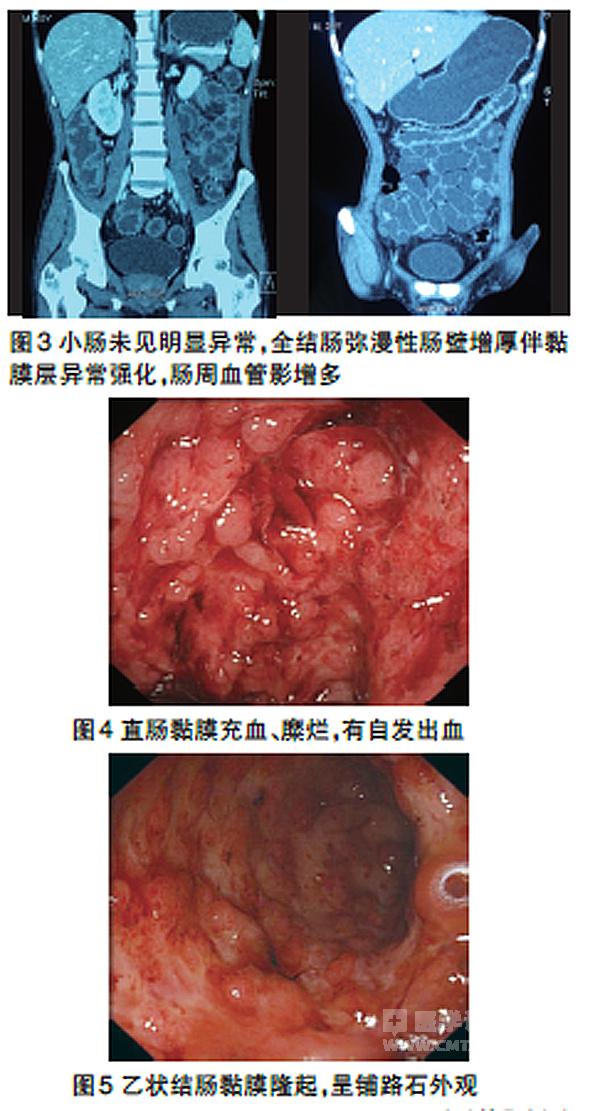 图3 小肠未见明显异常,全结肠弥漫性肠壁增厚伴黏
膜层异常强化,肠周血管影增多
图4 直肠黏膜充血、糜烂,有自发出血
图5 乙状结肠黏膜隆起,呈铺路石外观